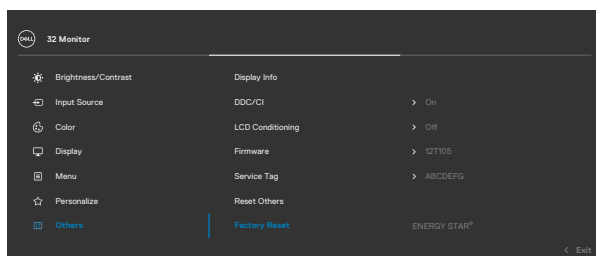 DELL 32 Monitor
Brightness/Contrast Display Info
Input Source DDC/CI > On
Color LCD Conditioning > Off
Display Firmware > 12T105
Menu Service Tag > ABCDEFG
Personalize Reset Others
Others Factory Reset ENERGY STAR®
< Exit